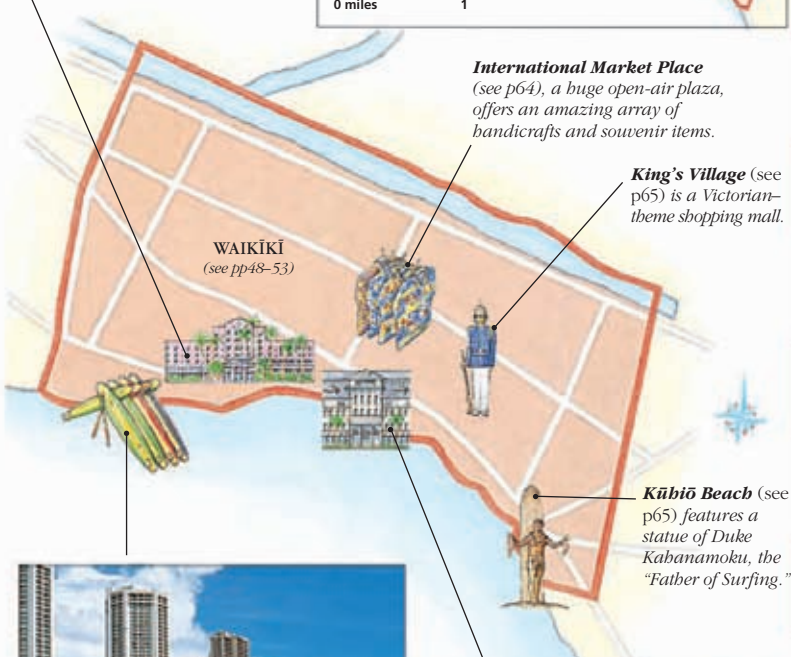 0 miles 1
International Market Place
(see p64), a huge open-air plaza,
offers an amazing array of
handicrafts and souvenir items.
King's Village (see
p65) is a Victorian–
theme shopping mall.
WAIKĪKĪ
(see pp48–53)
Kūhiō Beach (see
p65) features a
statue of Duke
Kahanamoku, the
“Father of Surfing.”